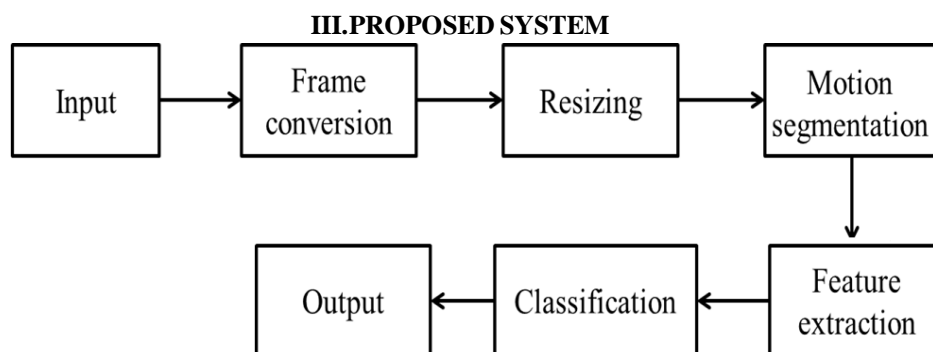 III.PROPOSED SYSTEM
Input
Frame
conversion
Resizing
Motion
segmentation
Feature
extraction
Classification
Output